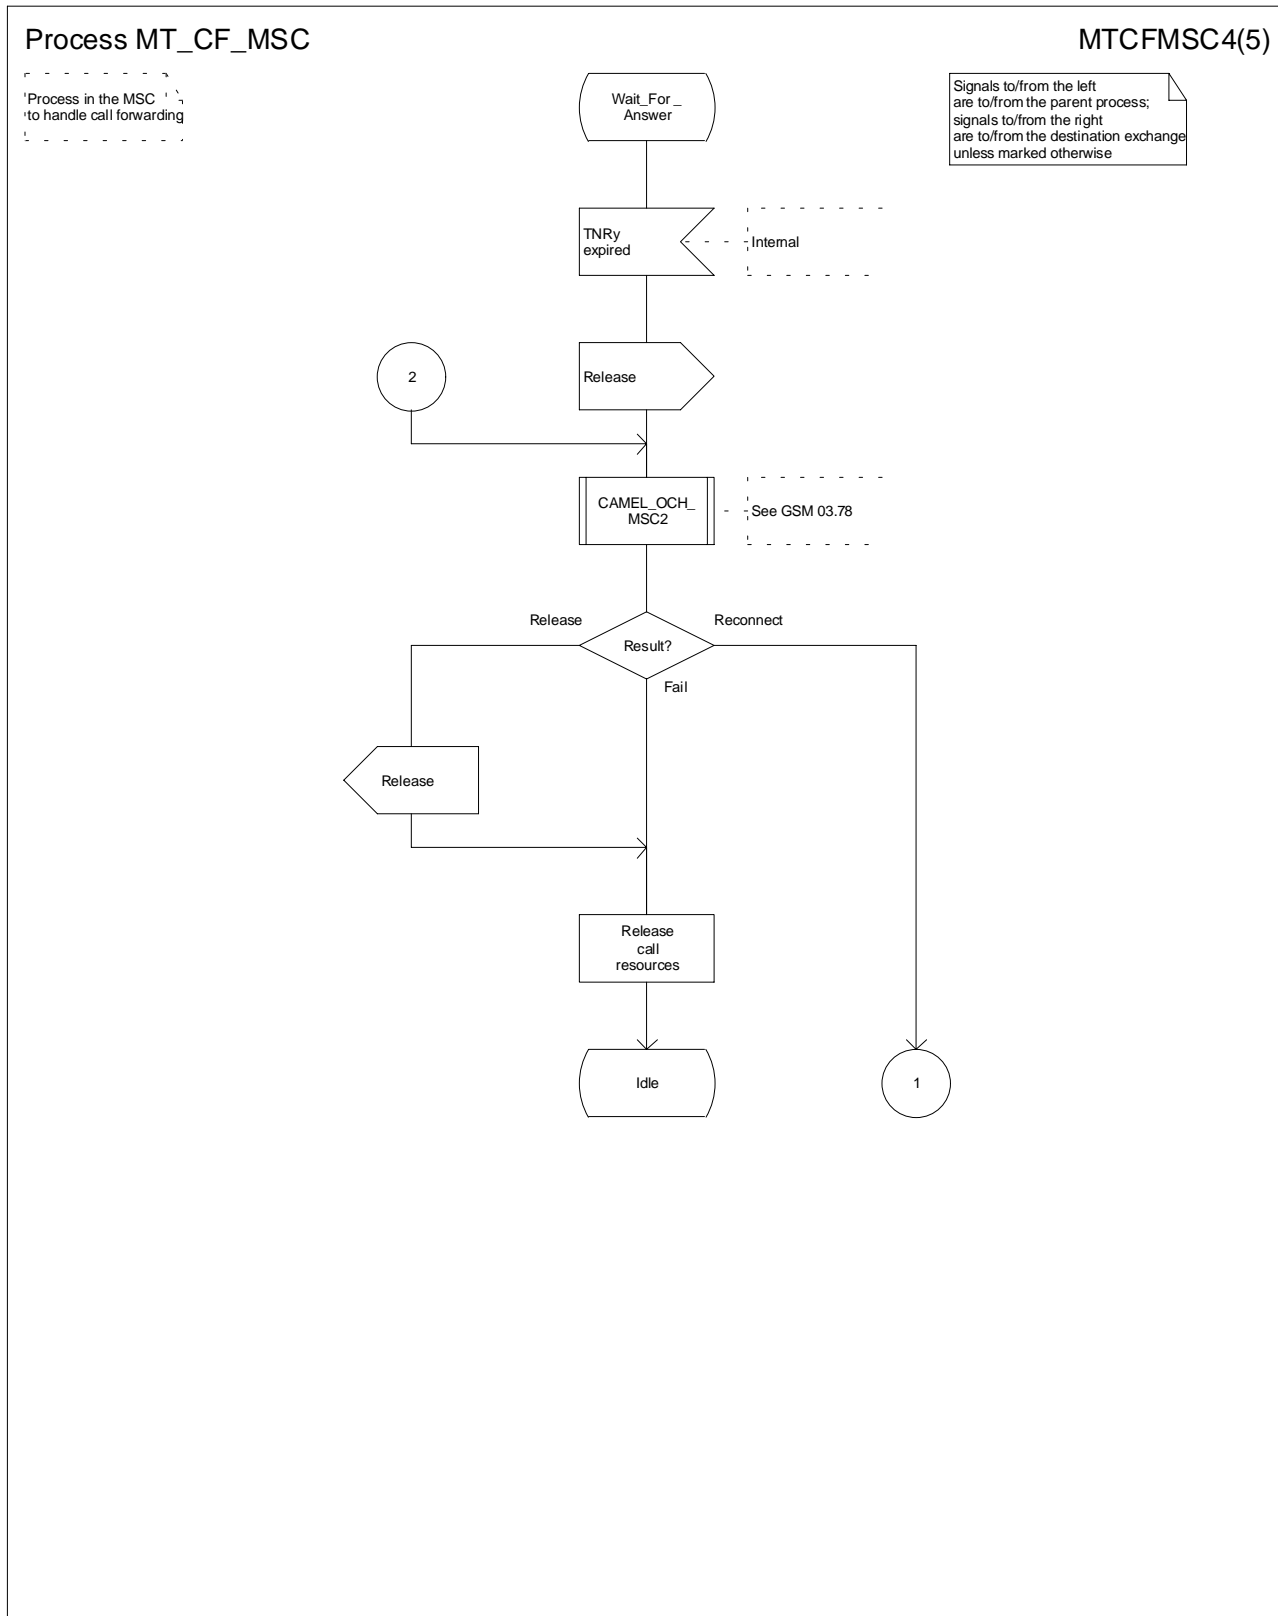 Process MT_CF_MSC
MTCFMSC4(5)
Process in the MSC
to handle call forwarding
Wait_For_
Answer
Signals to/from the left
are to/from the parent process;
signals to/from the right
are to/from the destination exchange
unless marked otherwise
TNRy
expired
Internal
2
Release
CAMEL_OCH_
MSC2
See GSM 03.78
Release
Reconnect
Result?
Fail
Release
Release
call
resources
Idle
1